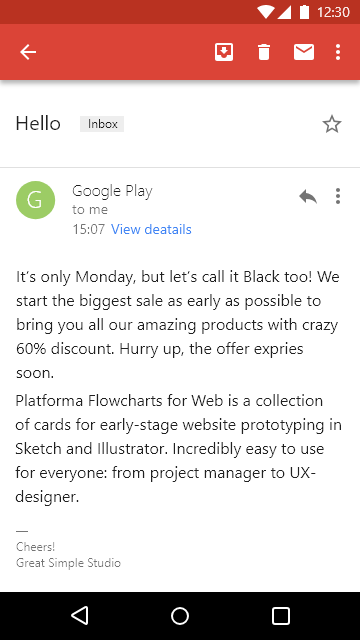 12:30
Hello
Inbox
G
Google Play
to me
15:07 View deatails
It's only Monday, but let's call it Black too! We
start the biggest sale as early as possible to
bring you all our amazing products with crazy
60% discount. Hurry up, the offer expries
soon.
Platforma Flowcharts for Web is a collection
of cards for early-stage website prototyping in
Sketch and Illustrator. Incredibly easy to use
for everyone: from project manager to UX-
designer.
—
Cheers!
Great Simple Studio